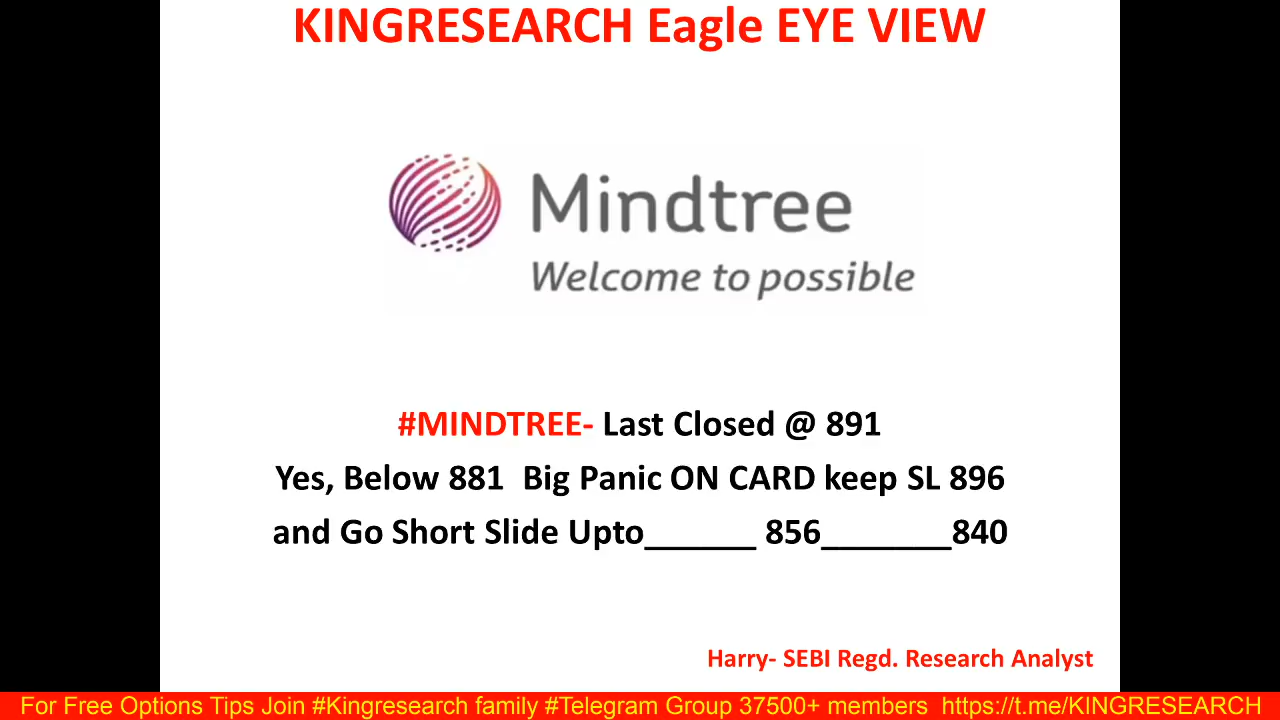 KINGRESEARCH Eagle EYE VIEW
Mindtree
Welcome to possible
#MINDTREE- Last Closed @ 891
Yes, Below 881  Big Panic ON CARD keep SL 896
and Go Short Slide Upto______ 856_______840
Harry- SEBI Regd. Research Analyst
For Free Options Tips Join #Kingresearch family #Telegram Group 37500+ members  https://t.me/KINGRESEARCH